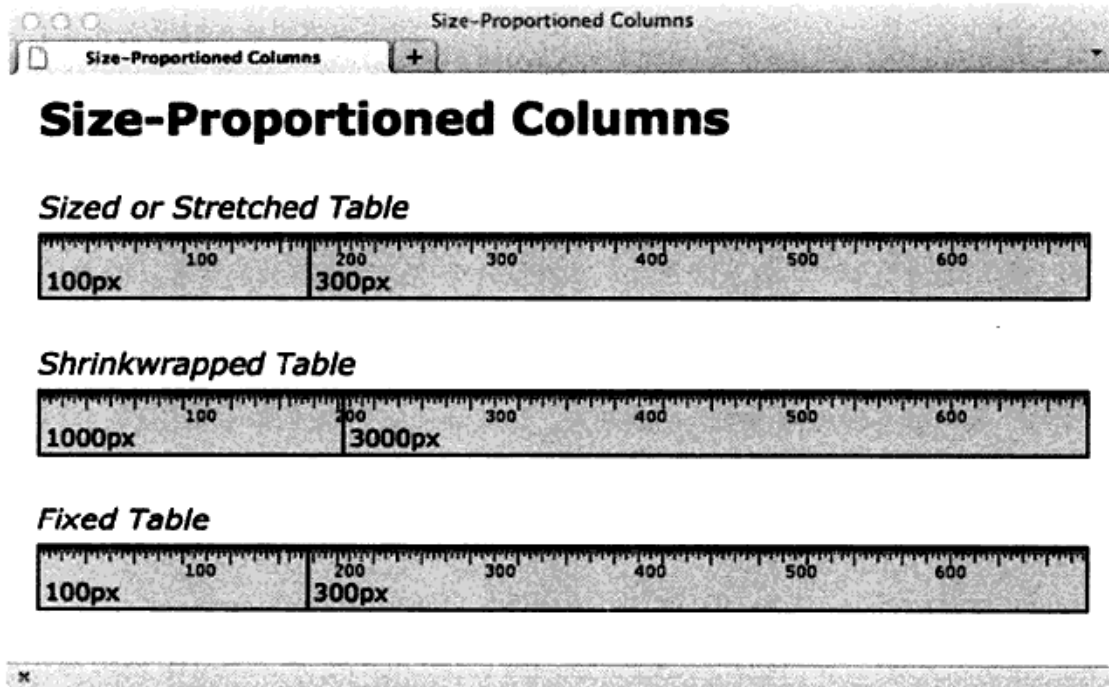 Size-Proportioned Columns
Size-Proportioned Columns +
Size-Proportioned Columns
Sized or Stretched Table
100 200 300 400 500 600
100px 300px
Shrinkwrapped Table
100 200 300 400 500 600
1000px 3000px
Fixed Table
100 200 300 400 500 600
100px 300px